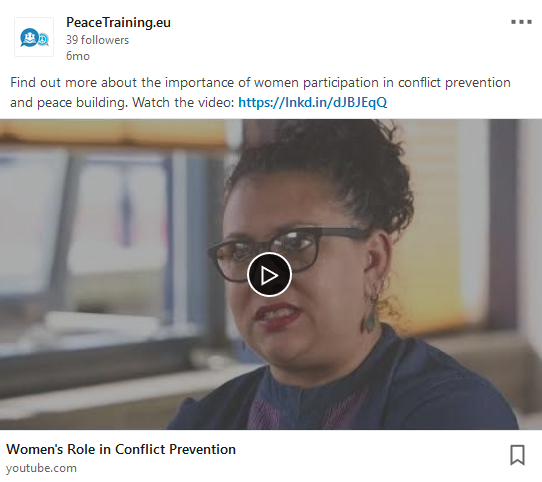 PeaceTraining.eu
39 followers
6mo
Find out more about the importance of women participation in conflict prevention
and peace building. Watch the video: https://lnkd.in/dJBJEqQ
Women's Role in Conflict Prevention
youtube.com